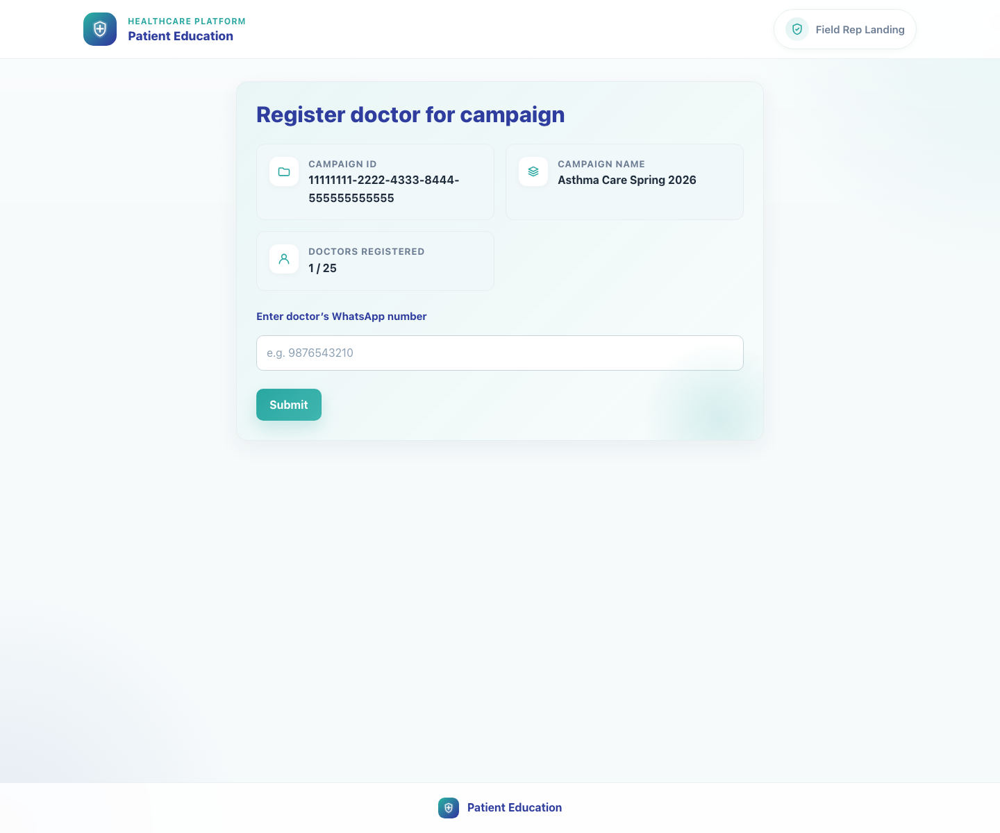 HEALTHCARE PLATFORM
Patient Education
Field Rep Landing
Register doctor for campaign
CAMPAIGN ID
11111111-2222-4333-8444-
555555555555
CAMPAIGN NAME
Asthma Care Spring 2026
DOCTORS REGISTERED
1 / 25
Enter doctor’s WhatsApp number
e.g. 9876543210
Submit
Patient Education